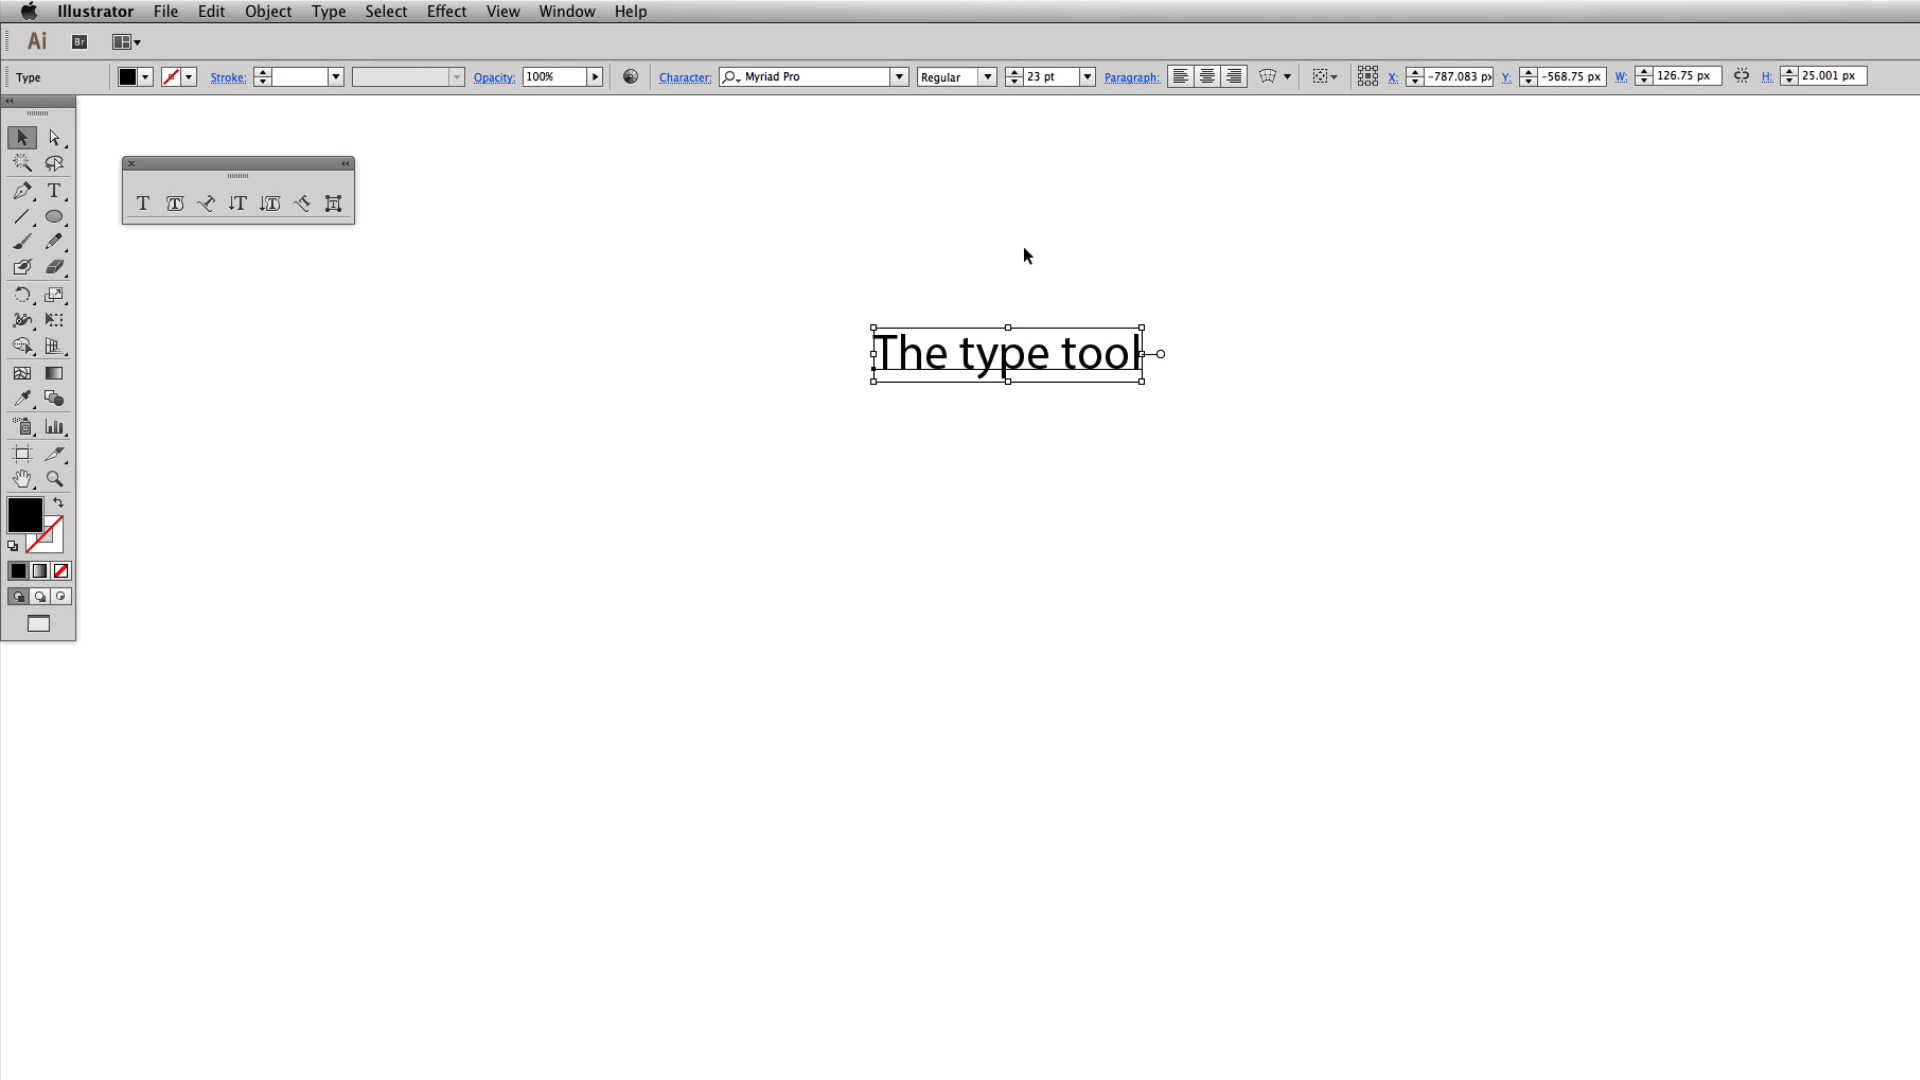 Illustrator File Edit Object Type Select Effect View Window Help
Ai Br
Type Stroke: Opacity: 100% Character: Myriad Pro Regular 23 pt Paragraph: X: -787.083 px Y: -568.75 px W: 126.75 px H: 25.001 px
The type tool